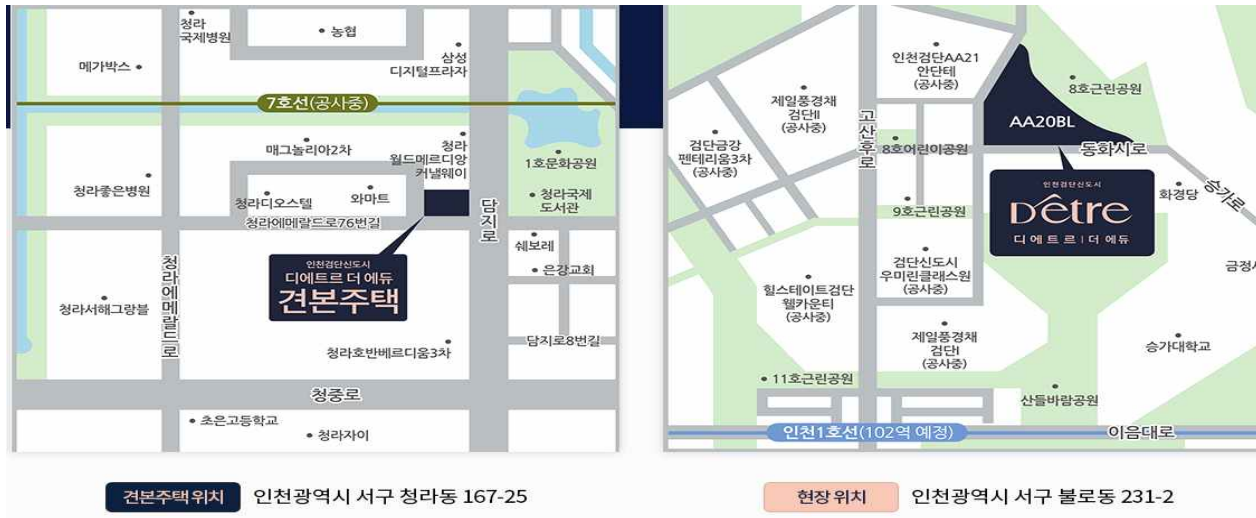 청라
국제병원
농협
삼성
디지털프라자
메가박스
7호선(공사중)
매그놀리아2차
청라
월드메르디앙
커낼웨이
1호문화공원
청라좋은병원
청라디오스텔
와마트
청라국제
도서관
청라에메랄드로76번길
담지로
쉐보레
은강교회
인천검단신도시
디에트르 더 에듀
견본주택
청라에메랄드로
청라서해그랑블
청라호반베르디움3차
담지로8번길
청중로
초은고등학교
청라자이
견본주택 위치
인천광역시 서구 청라동 167-25
인천검단AA21
안단테
(공사중)
8호근린공원
제일풍경채
검단II
(공사중)
고산후로
AA20BL
검단금강
펜테리움3차
(공사중)
8호어린이공원
동화시로
승가로
화경당
인천검단신도시
Dêtre
디에트르|더 에듀
9호근린공원
검단신도시
우미린클래스원
(공사중)
힐스테이트검단
웰카운티
(공사중)
제일풍경채
검단I
(공사중)
승가대학교
11호근린공원
산들바람공원
인천1호선(102역 예정)
이음대로
현장 위치
인천광역시 서구 불로동 231-2